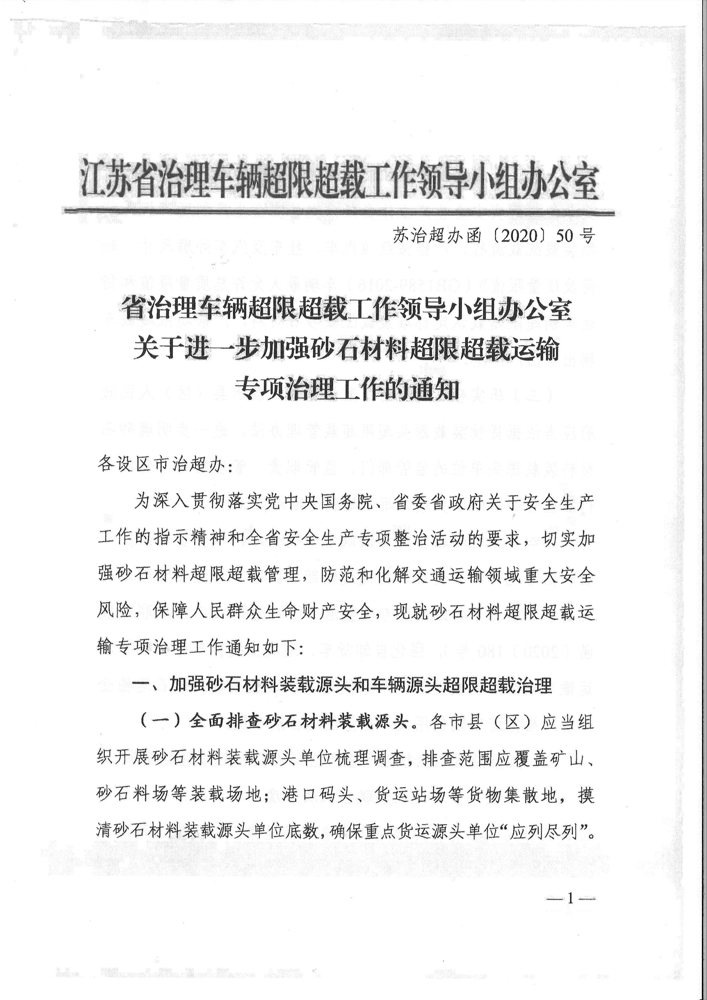 江苏省治理车辆超限超载工作领导小组办公室
苏治超办函〔2020〕50号
省治理车辆超限超载工作领导小组办公室
关于进一步加强砂石材料超限超载运输
专项治理工作的通知
各设区市治超办：
为深入贯彻落实党中央国务院、省委省政府关于安全生产
工作的指示精神和全省安全生产专项整治活动的要求，切实加
强砂石材料超限超载管理，防范和化解交通运输领域重大安全
风险，保障人民群众生命财产安全，现就砂石材料超限超载运
输专项治理工作通知如下：
一、加强砂石材料装载源头和车辆源头超限超载治理
（一）全面排查砂石材料装载源头。各市县（区）应当组
织开展砂石材料装载源头单位梳理调查，排查范围应覆盖矿山、
砂石料场等装载场地；港口码头、货运站场等货物集散地，摸
清砂石材料装载源头单位底数，确保重点货运源头单位“应列尽列”。
—1—